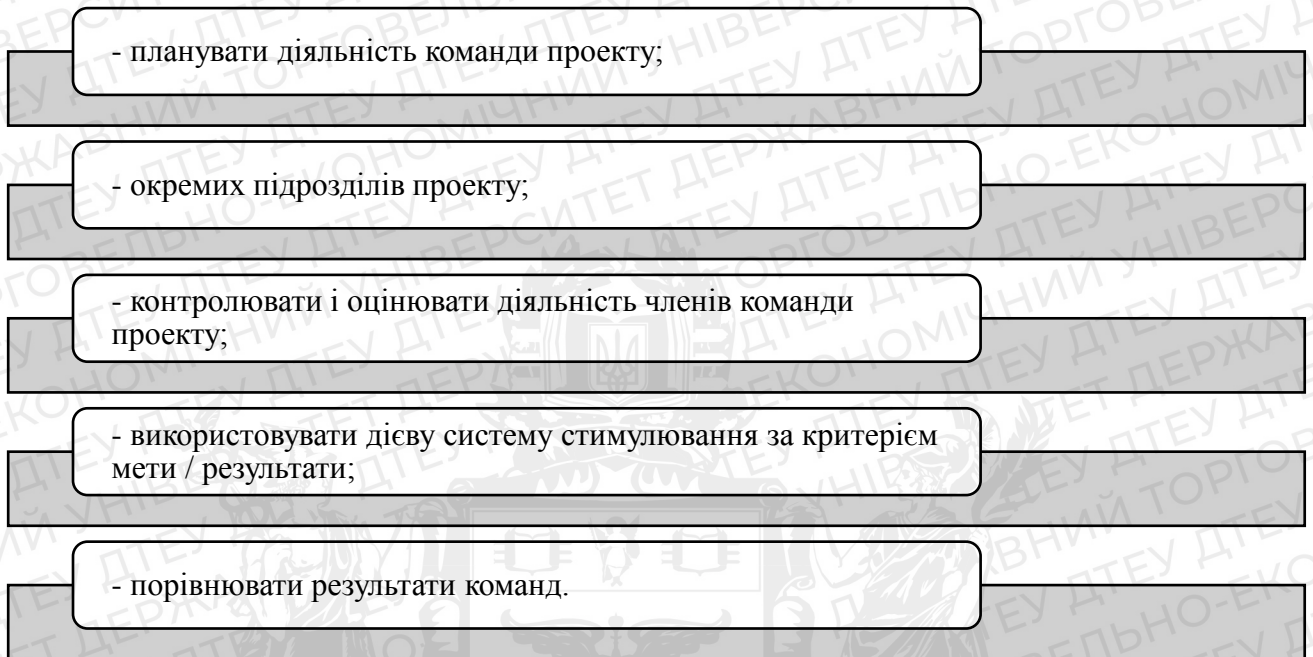 - планувати діяльність команди проекту;
- окремих підрозділів проекту;
- контролювати і оцінювати діяльність членів команди
проекту;
- використовувати дієву систему стимулювання за критерієм
мети / результати;
- порівнювати результати команд.